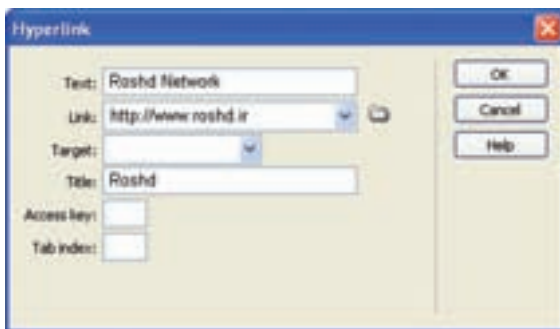 Hyperlink
Text: Roshd Network
Link: http://www.roshd.ir
Target:
Title: Roshd
Access key:
Tab index:
OK
Cancel
Help